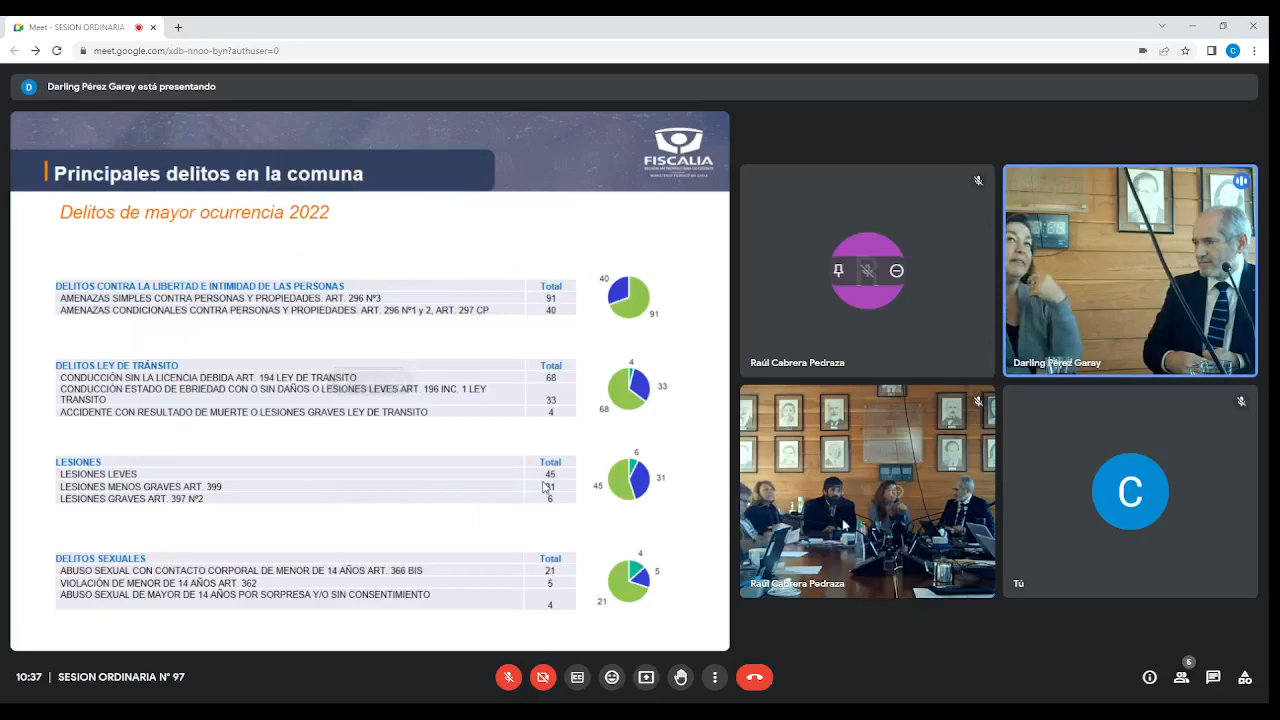 Meet - SESION ORDINARIA
meet.google.com/xdb-nnoo-byn?authuser=0
C
D
Darling Pérez Garay está presentando
FISCALIA
Principales delitos en la comuna
Delitos de mayor ocurrencia 2022
DELITOS CONTRA LA LIBERTAD E INTIMIDAD DE LAS PERSONAS Total
AMENAZAS SIMPLES CONTRA PERSONAS Y PROPIEDADES. ART. 296 Nº3 91
AMENAZAS CONDICIONALES CONTRA PERSONAS Y PROPIEDADES. ART. 296 Nº1 y 2, ART. 297 CP 40
40
91
DELITOS LEY DE TRÁNSITO Total
CONDUCCIÓN SIN LA LICENCIA DEBIDA ART. 194 LEY DE TRANSITO 68
CONDUCCIÓN ESTADO DE EBRIEDAD CON O SIN DAÑOS O LESIONES LEVES ART. 196 INC. 1 LEY
TRANSITO 33
ACCIDENTE CON RESULTADO DE MUERTE O LESIONES GRAVES LEY DE TRANSITO 4
4
33
68
LESIONES Total
LESIONES LEVES 45
LESIONES MENOS GRAVES ART. 399 31
LESIONES GRAVES ART. 397 Nº2 6
6
31
45
DELITOS SEXUALES Total
ABUSO SEXUAL CON CONTACTO CORPORAL DE MENOR DE 14 AÑOS ART. 366 BIS 21
VIOLACIÓN DE MENOR DE 14 AÑOS ART. 362 5
ABUSO SEXUAL DE MAYOR DE 14 AÑOS POR SORPRESA Y/O SIN CONSENTIMIENTO
4
4
5
21
Raúl Cabrera Pedraza
Darling Pérez Garay
Raúl Cabrera Pedraza
C
Tú
10:37 | SESION ORDINARIA N° 97
5